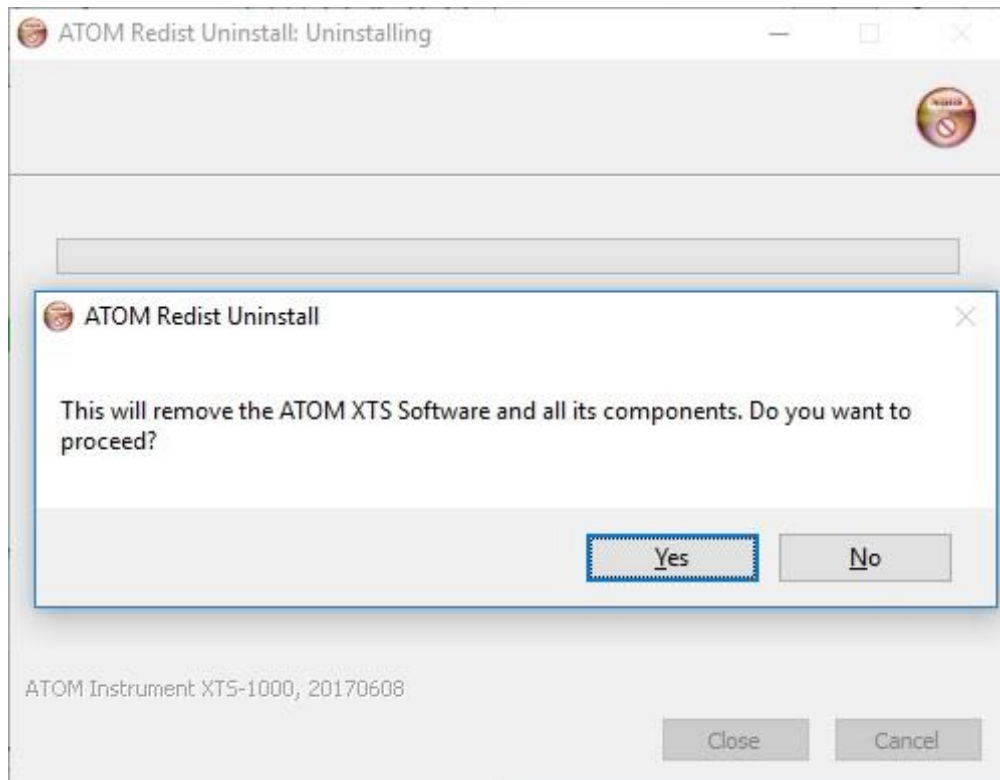 ATOM Redist Uninstall: Uninstalling
ATOM Redist Uninstall
This will remove the ATOM XTS Software and all its components. Do you want to
proceed?
Yes
No
ATOM Instrument XTS-1000, 20170608
Close
Cancel